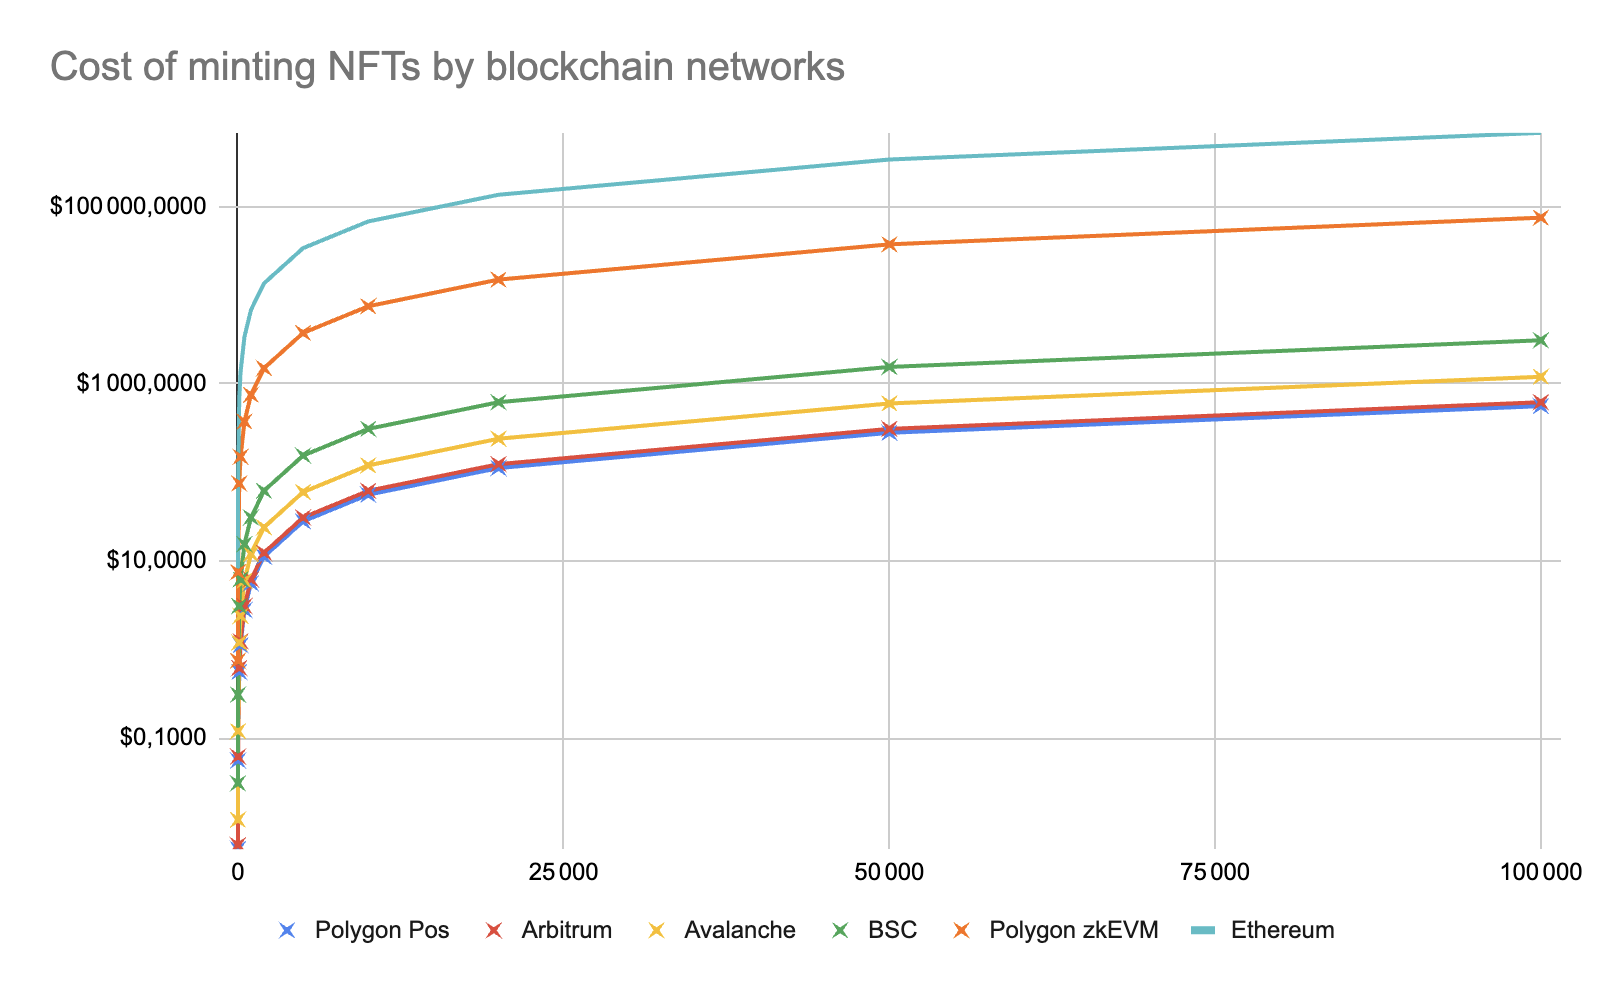 Cost of minting NFTs by blockchain networks
$100 000,0000
$1 000,0000
$10,0000
$0,1000
0 25 000 50 000 75 000 100 000
Polygon Pos Arbitrum Avalanche BSC Polygon zkEVM Ethereum